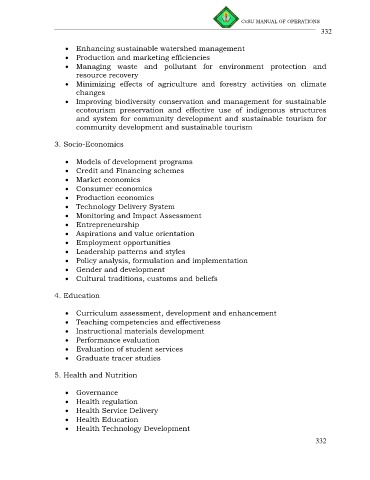 CvSU MANUAL OF OPERATIONS
332
• Enhancing sustainable watershed management
• Production and marketing efficiencies
• Managing waste and pollutant for environment protection and
resource recovery
• Minimizing effects of agriculture and forestry activities on climate
changes
• Improving biodiversity conservation and management for sustainable
ecotourism preservation and effective use of indigenous structures
and system for community development and sustainable tourism for
community development and sustainable tourism
3. Socio-Economics
• Models of development programs
• Credit and Financing schemes
• Market economics
• Consumer economics
• Production economics
• Technology Delivery System
• Monitoring and Impact Assessment
• Entrepreneurship
• Aspirations and value orientation
• Employment opportunities
• Leadership patterns and styles
• Policy analysis, formulation and implementation
• Gender and development
• Cultural traditions, customs and beliefs
4. Education
• Curriculum assessment, development and enhancement
• Teaching competencies and effectiveness
• Instructional materials development
• Performance evaluation
• Evaluation of student services
• Graduate tracer studies
5. Health and Nutrition
• Governance
• Health regulation
• Health Service Delivery
• Health Education
• Health Technology Development
332